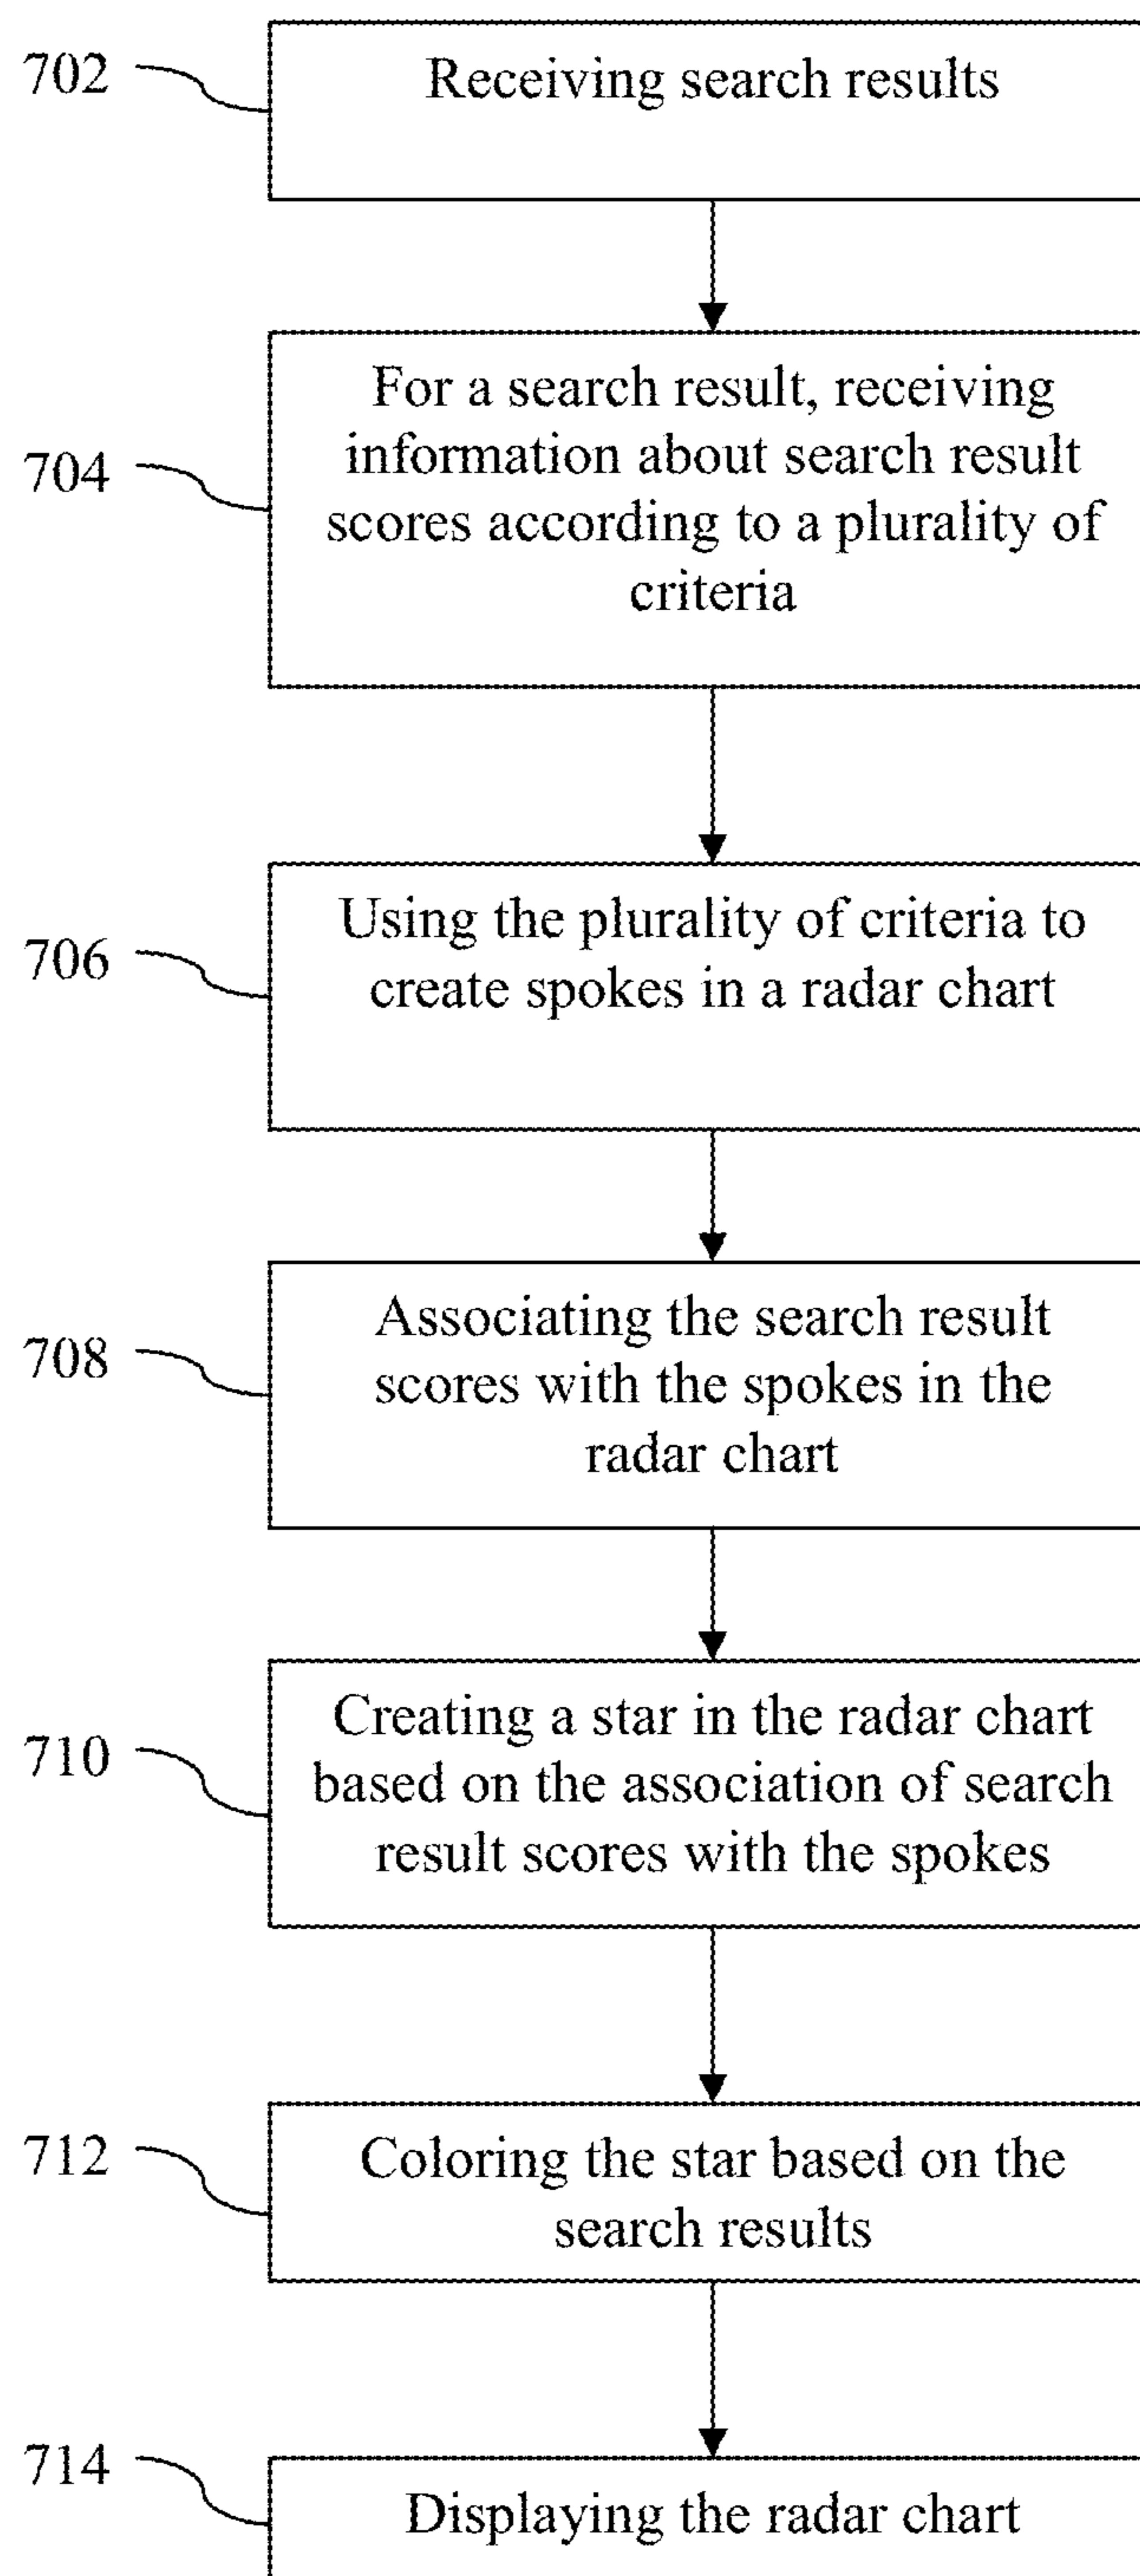 702
Receiving search results
704
For a search result, receiving
information about search result
scores according to a plurality of
criteria
706
Using the plurality of criteria to
create spokes in a radar chart
708
Associating the search result
scores with the spokes in the
radar chart
710
Creating a star in the radar chart
based on the association of search
result scores with the spokes
712
Coloring the star based on the
search results
714
Displaying the radar chart